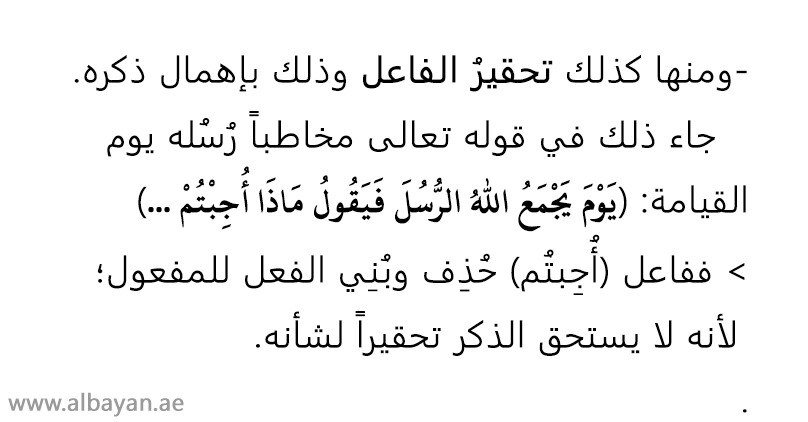 -ومنها كذلك تحقيرُ الفاعل وذلك بإهمال ذكره.
جاء ذلك في قوله تعالى مخاطباً رُسُله يوم
القيامة: (يَوْمَ يَجْمَعُ اللهُ الرُّسُلَ فَيَقُولُ مَاذَا أُجِبْتُمْ ...)
> ففاعل (أُجِبتُم) حُذِف وبُنِي الفعل للمفعول؛
لأنه لا يستحق الذكر تحقيراً لشأنه.
.
www.albayan.ae